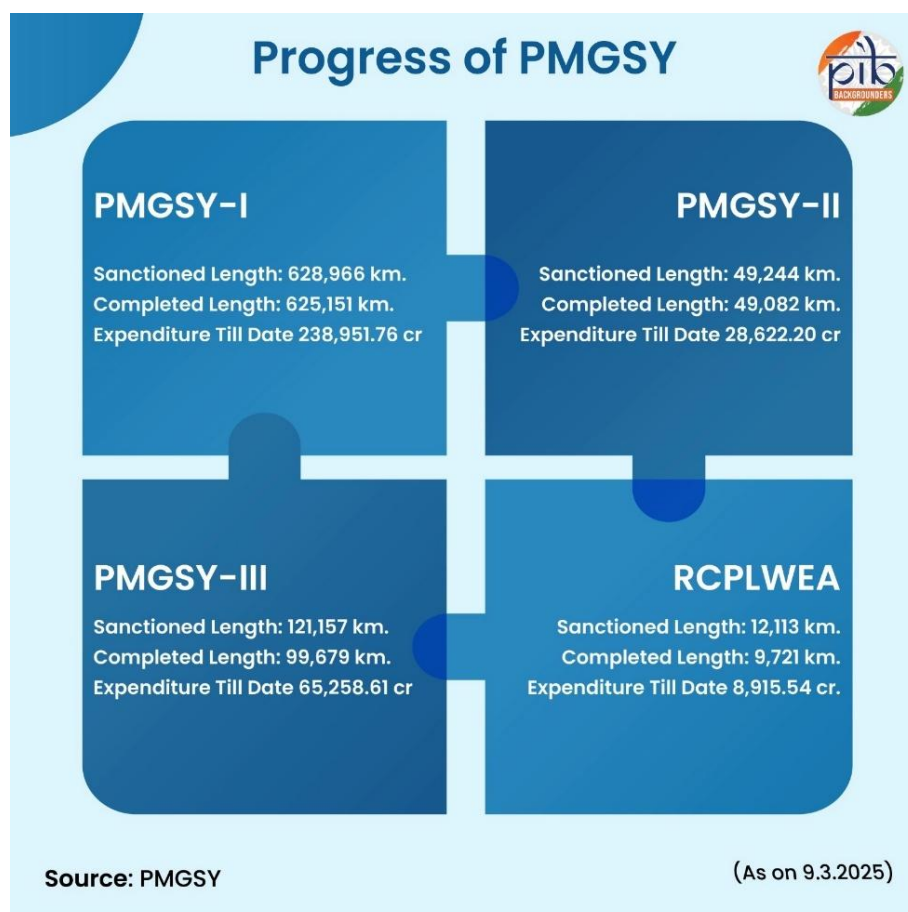 Progress of PMGSY
pib
BACKGROUNDERS
PMGSY-I
Sanctioned Length: 628,966 km.
Completed Length: 625,151 km.
Expenditure Till Date 238,951.76 cr
PMGSY-II
Sanctioned Length: 49,244 km.
Completed Length: 49,082 km.
Expenditure Till Date 28,622.20 cr
PMGSY-III
Sanctioned Length: 121,157 km.
Completed Length: 99,679 km.
Expenditure Till Date 65,258.61 cr
RCPLWEA
Sanctioned Length: 12,113 km.
Completed Length: 9,721 km.
Expenditure Till Date 8,915.54 cr.
Source: PMGSY
(As on 9.3.2025)